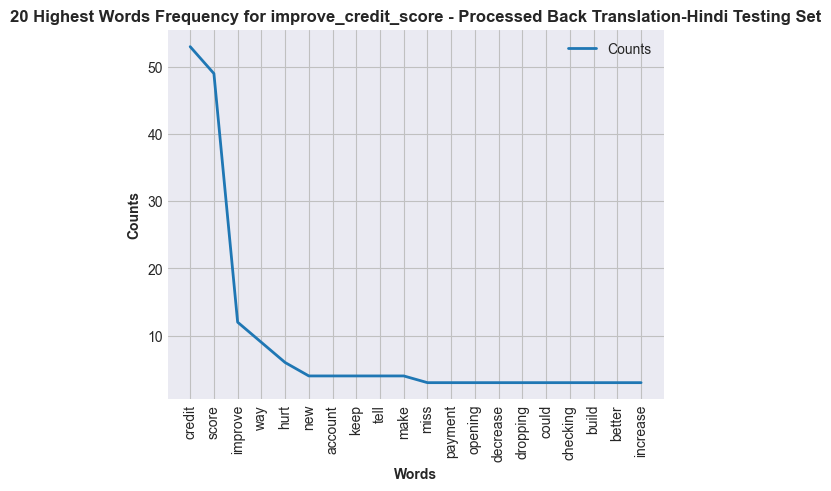 20 Highest Words Frequency for improve_credit_score - Processed Back Translation-Hindi Testing Set
Counts
50
40
30
20
10
Counts
credit
score
improve
way
hurt
new
account
keep
tell
make
miss
payment
opening
decrease
dropping
could
checking
build
better
increase
Words